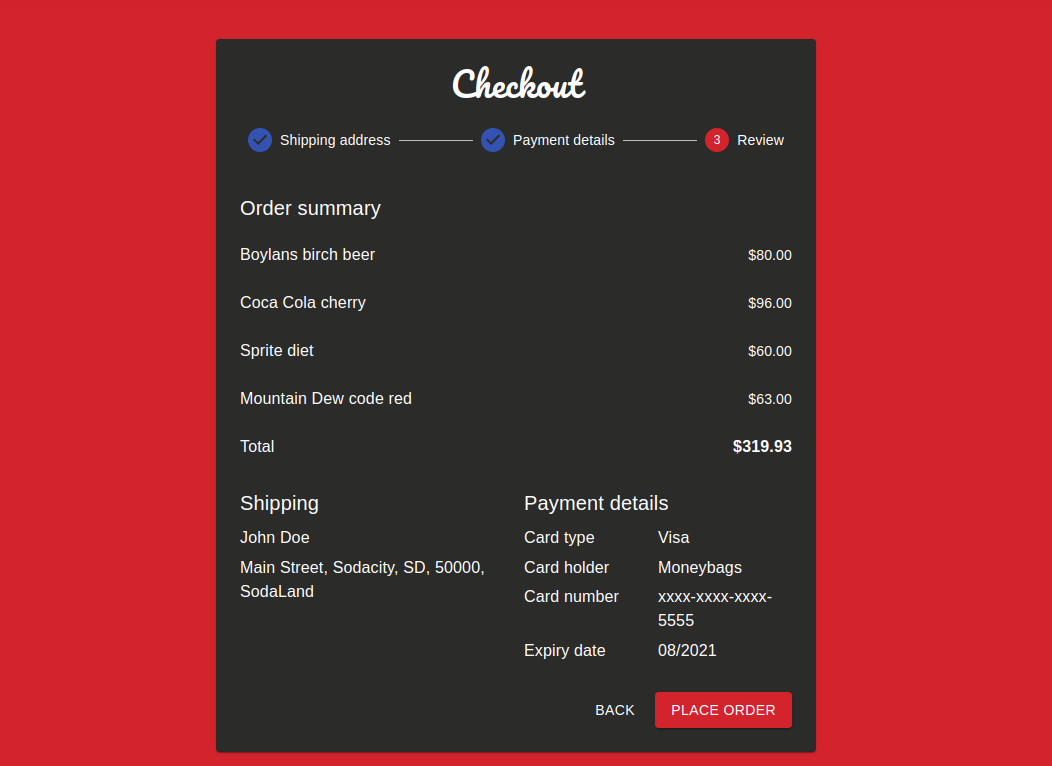 Checkout
Shipping address
Payment details
3
Review
Order summary
Boylans birch beer $80.00
Coca Cola cherry $96.00
Sprite diet $60.00
Mountain Dew code red $63.00
Total $319.93
Shipping
John Doe
Main Street, Sodacity, SD, 50000,
SodaLand
Payment details
Card type Visa
Card holder Moneybags
Card number xxxx-xxxx-xxxx-
5555
Expiry date 08/2021
BACK
PLACE ORDER